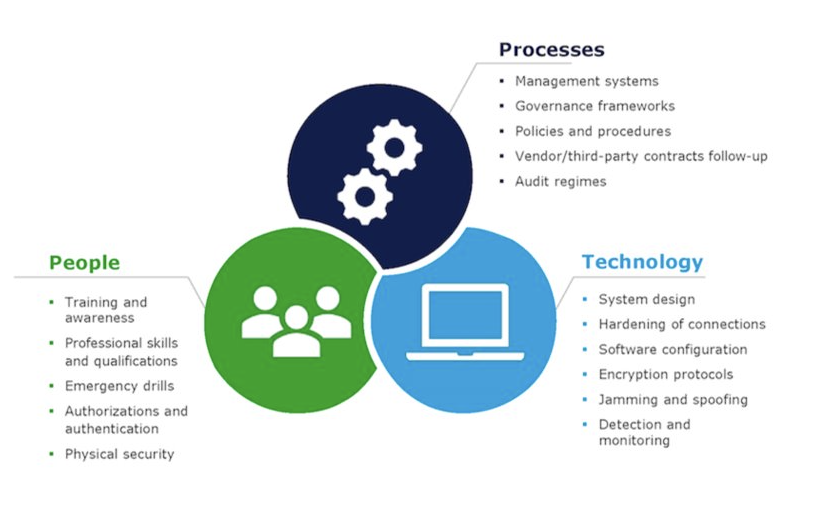 Processes
Management systems
Governance frameworks
Policies and procedures
Vendor/third-party contracts follow-up
Audit regimes
People
Training and
awareness
Professional skills
and qualifications
Emergency drills
Authorizations and
authentication
Physical security
Technology
System design
Hardening of connections
Software configuration
Encryption protocols
Jamming and spoofing
Detection and
monitoring